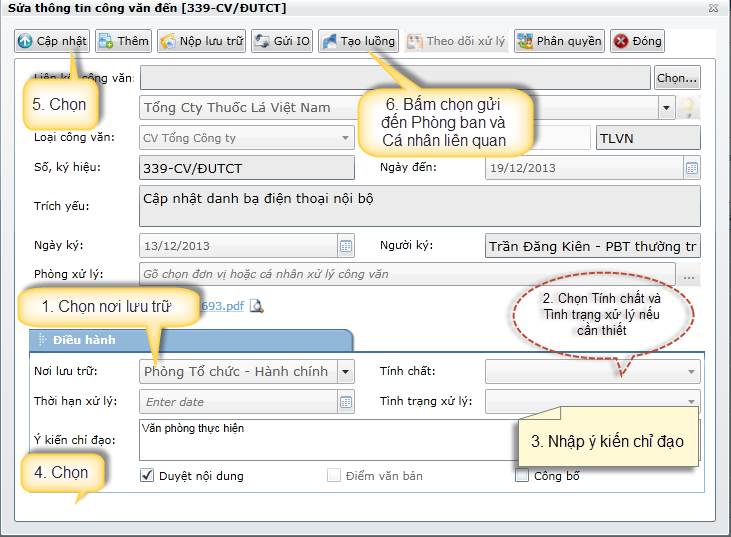 Sửa thông tin công văn đến [339-CV/ĐUTCT]
Cập nhật Thêm Nộp lưu trữ Gửi IO Tạo luồng Theo dõi xử lý Phân quyền Đóng
công văn: Chọn...
5. Chọn
Tổng Cty Thuốc Lá Việt Nam
6. Bấm chọn gửi
đến Phòng ban và
Cá nhân liên quan
Loại công văn: CV Tổng Công ty TLVN
Số, ký hiệu: 339-CV/ĐUTCT Ngày đến: 19/12/2013
Trích yếu: Cập nhật danh bạ điện thoại nội bộ
Ngày ký: 13/12/2013 Người ký: Trần Đăng Kiên - PBT thường tr
Phòng xử lý: Gõ chọn đơn vị hoặc cá nhân xử lý công văn ...
1. Chọn nơi lưu trữ
693.pdf
2. Chọn Tính chất và
Tình trạng xử lý nếu
cần thiết
Điều hành
Nơi lưu trữ: Phòng Tổ chức - Hành chính Tính chất:
Thời hạn xử lý: Enter date Tình trạng xử lý:
Ý kiến chỉ đạo: Văn phòng thực hiện
3. Nhập ý kiến chỉ đạo
4. Chọn
Duyệt nội dung Điểm văn bản Công bố